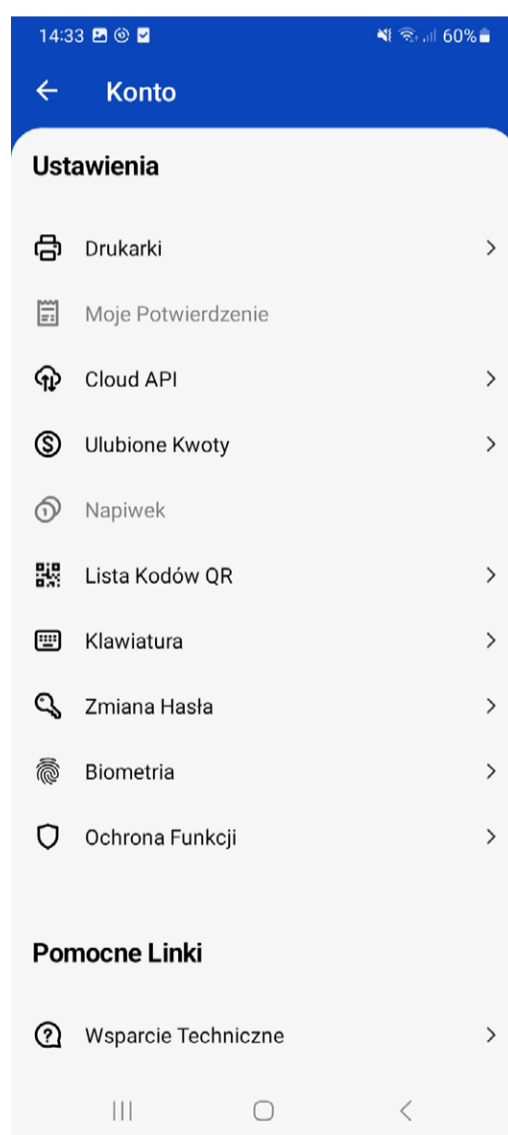 14:33 60%
Konto
Ustawienia
Drukarki
Moje Potwierdzenie
Cloud API
Ulubione Kwoty
Napiwek
Lista Kodów QR
Klawiatura
Zmiana Hasła
Biometria
Ochrona Funkcji
Pomocne Linki
Wsparcie Techniczne